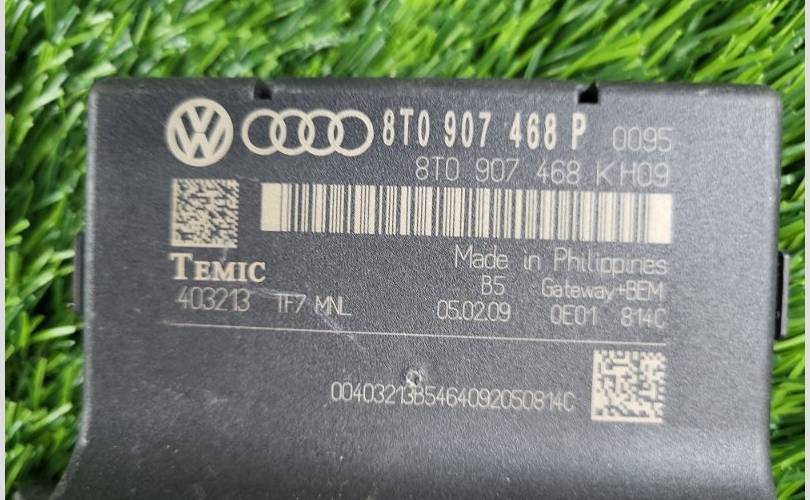 8T0 907 468 P 0095
8T0 907 468 KH09
TEMIC
Made in Philippines
B5 Gateway+BEM
403213 TF7 MNL 05.02.09 0E01 814C
00403213B5464092050814C